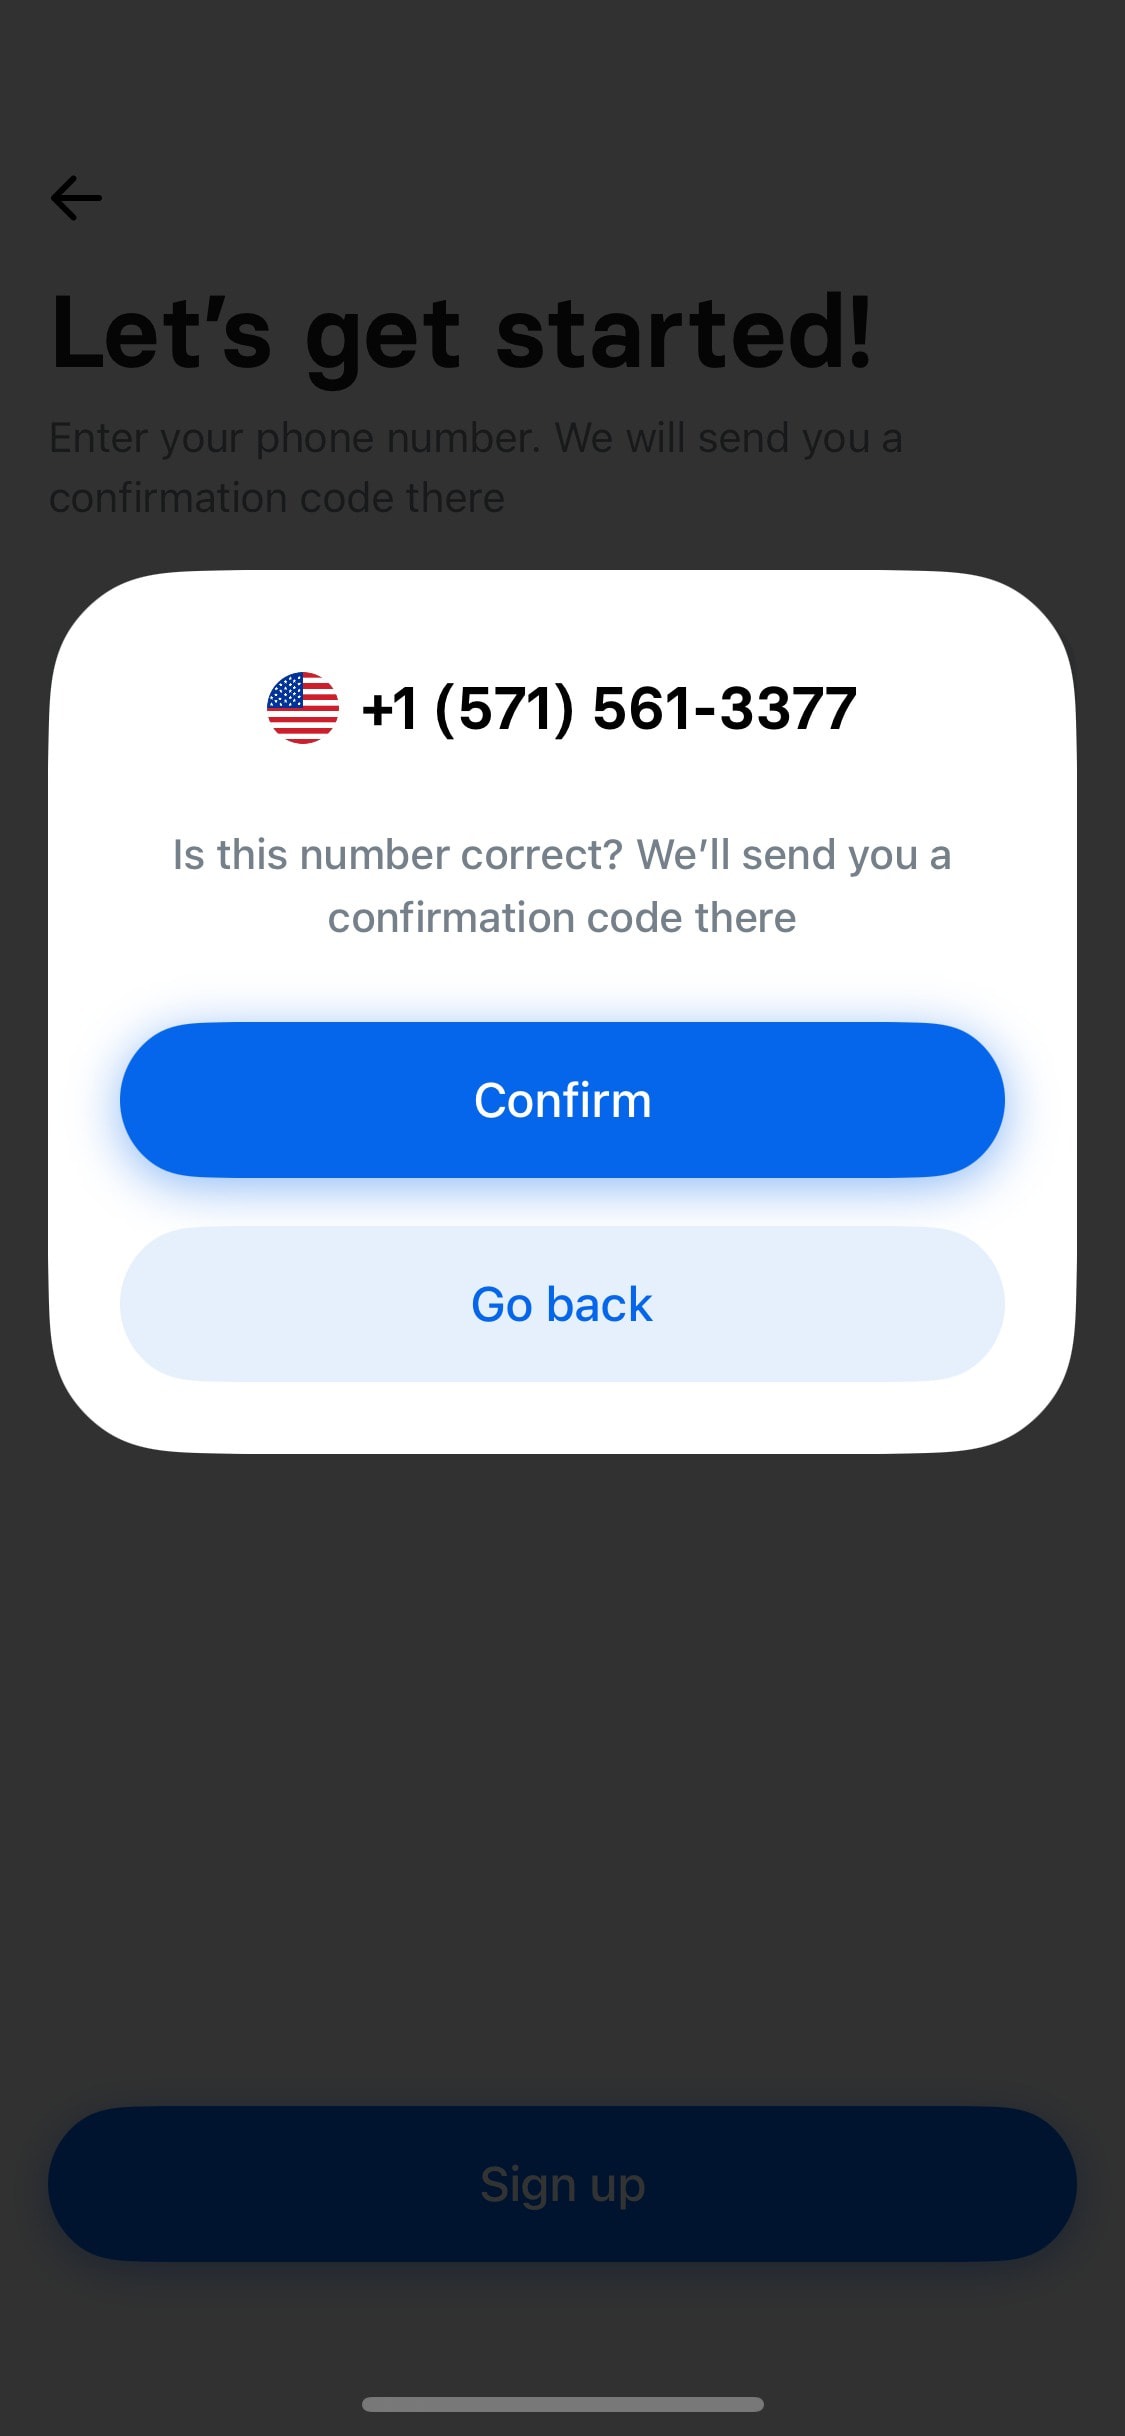 Let's get started!
Enter your phone number. We will send you a
confirmation code there
+1 (571) 561-3377
Is this number correct? We'll send you a
confirmation code there
Confirm
Go back
Sign up